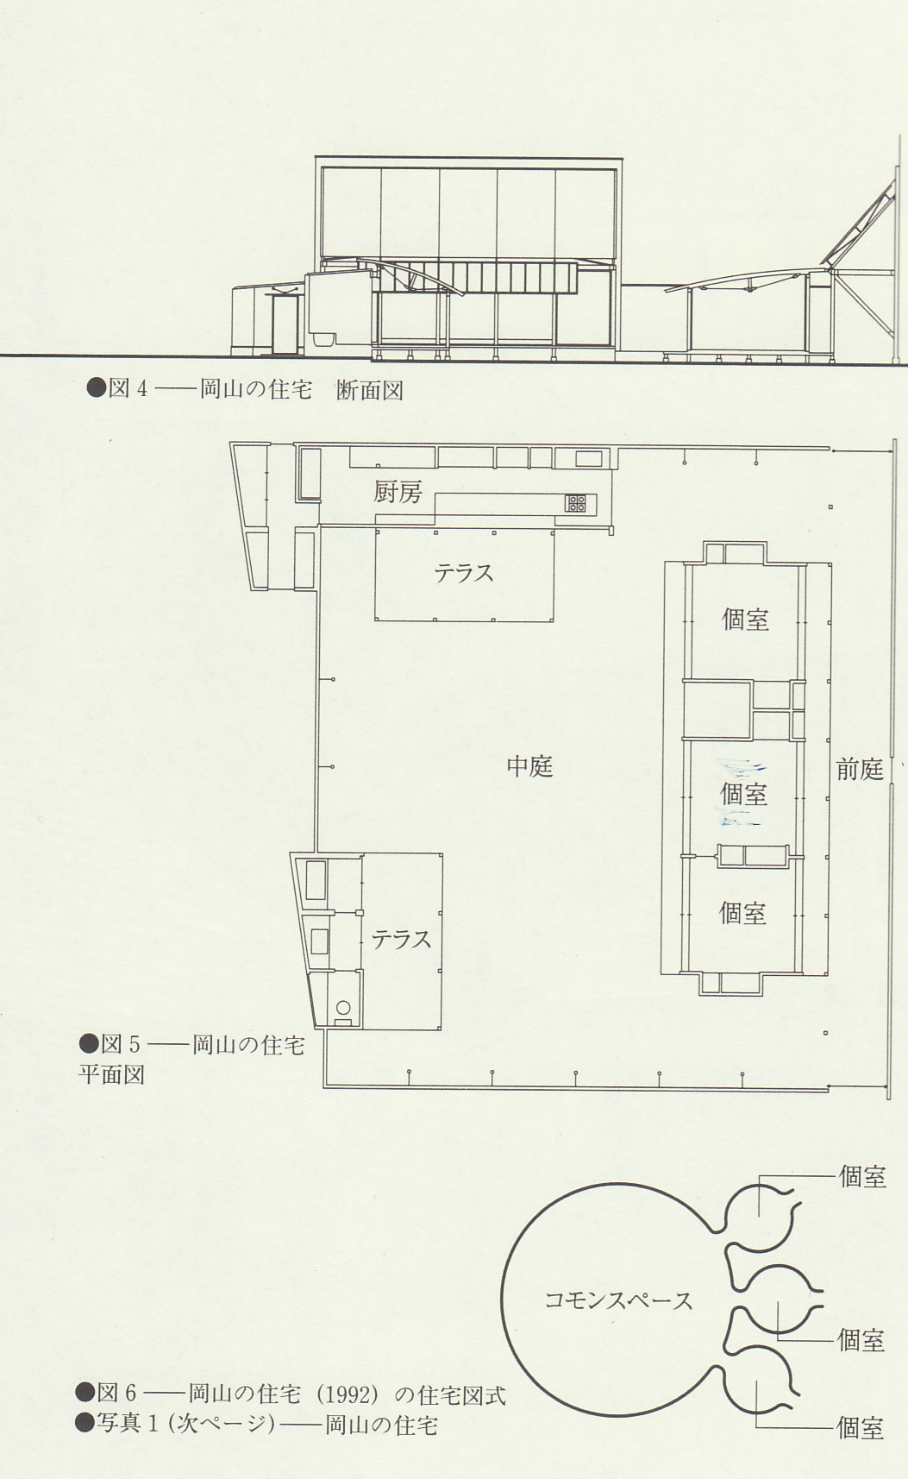 ●図4——岡山の住宅　断面図
厨房
テラス
個室
中庭
個室
前庭
個室
テラス
●図5——岡山の住宅
平面図
個室
コモンスペース
個室
個室
●図6——岡山の住宅（1992）の住宅図式
●写真1（次ページ）——岡山の住宅